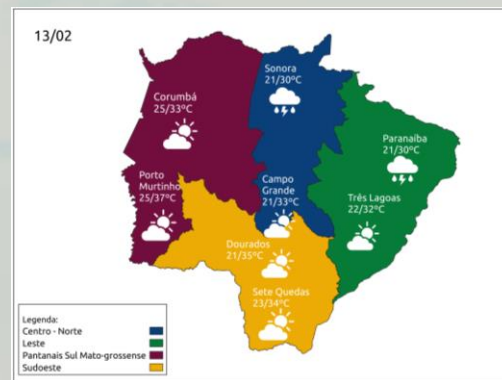 13/02
Sonora
21/30ºC
Corumbá
25/33ºC
Paranaíba
21/30ºC
Porto
Murtinho
25/37ºC
Campo
Grande
21/33ºC
Três Lagoas
22/32ºC
Dourados
21/35ºC
Sete Quedas
23/34ºC
Legenda:
Centro - Norte
Leste
Pantanais Sul Mato-grossense
Sudoeste